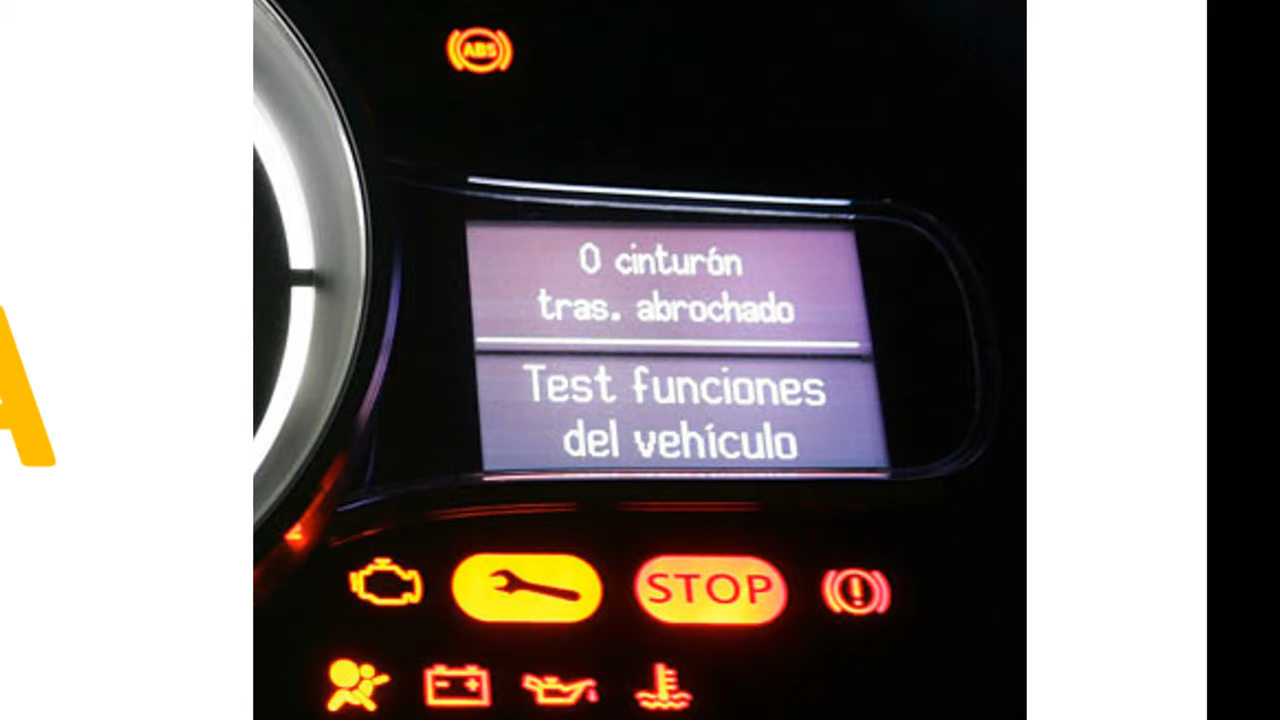 ABS
0 cinturón
tras. abrochado
Test funciones
del vehículo
STOP
A